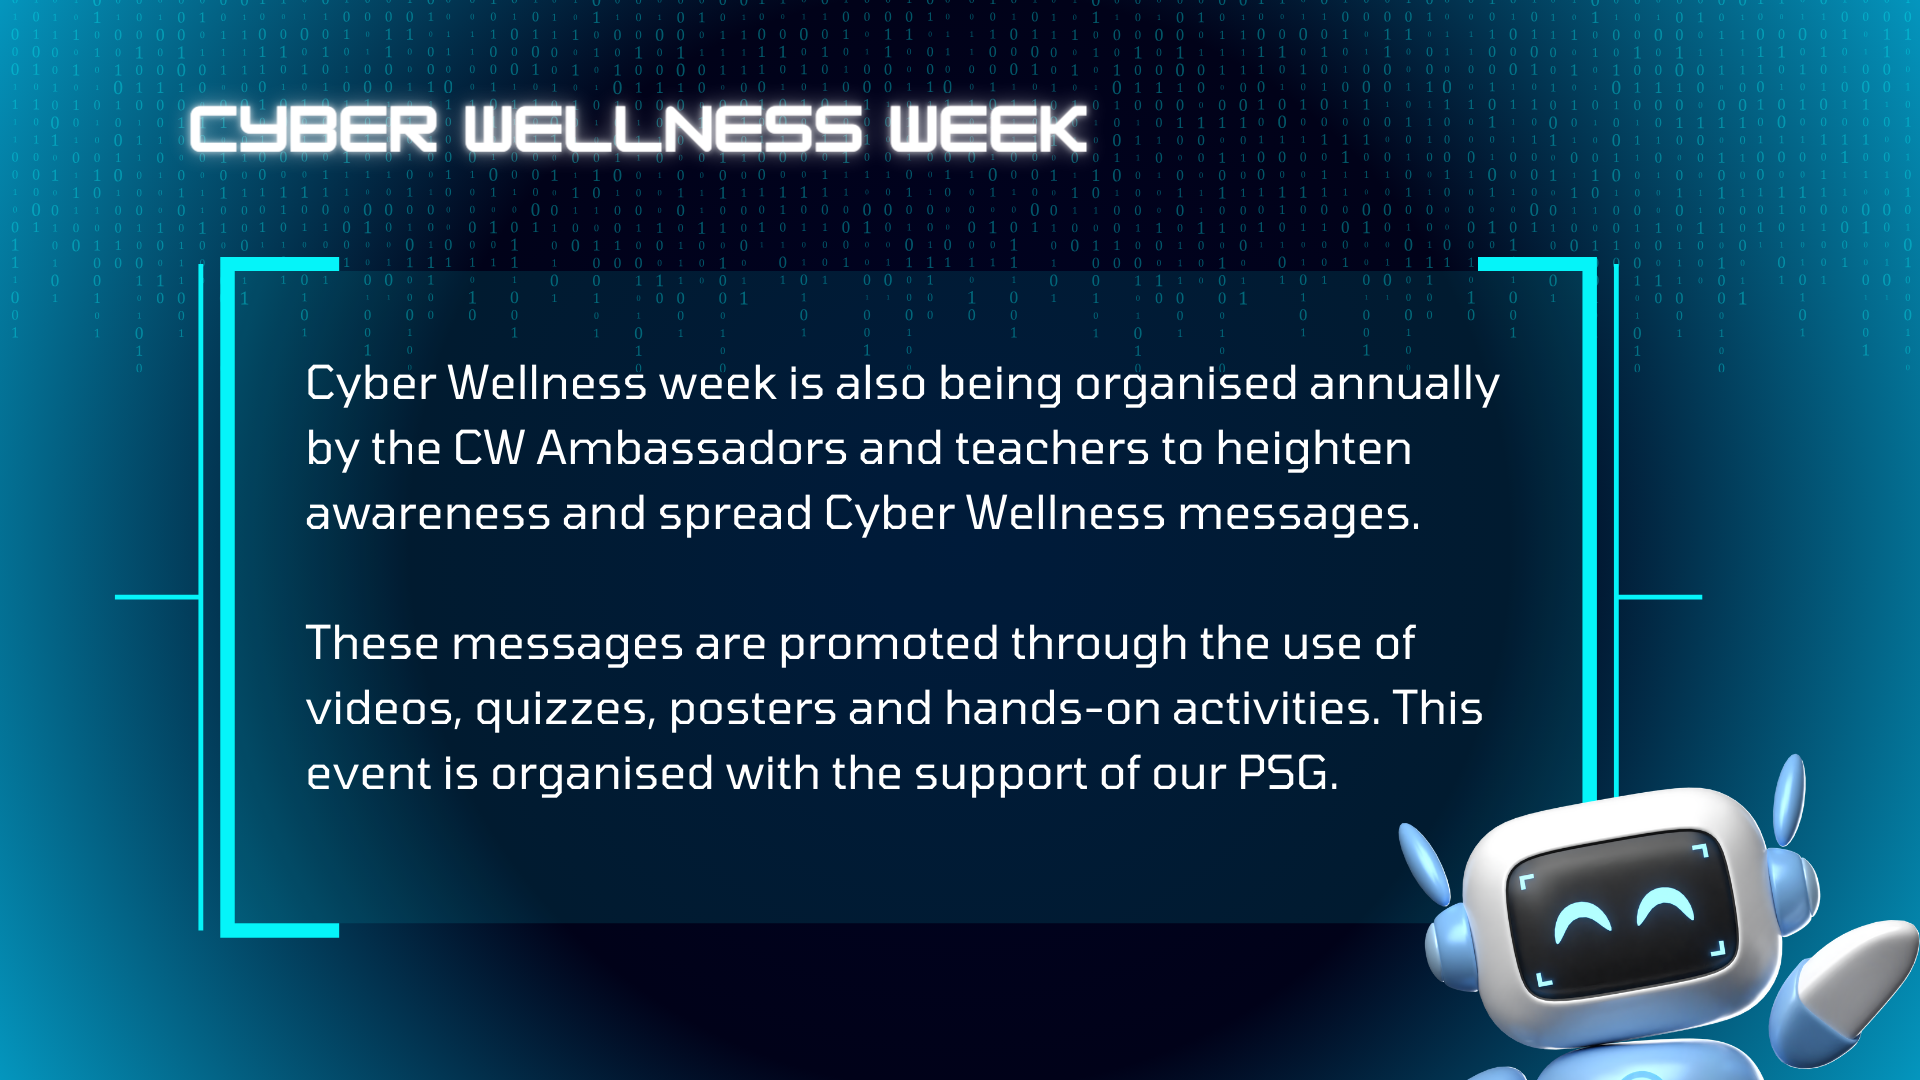 CYBER WELLNESS WEEK
Cyber Wellness week is also being organised annually
by the CW Ambassadors and teachers to heighten
awareness and spread Cyber Wellness messages.
These messages are promoted through the use of
videos, quizzes, posters and hands-on activities. This
event is organised with the support of our PSG.